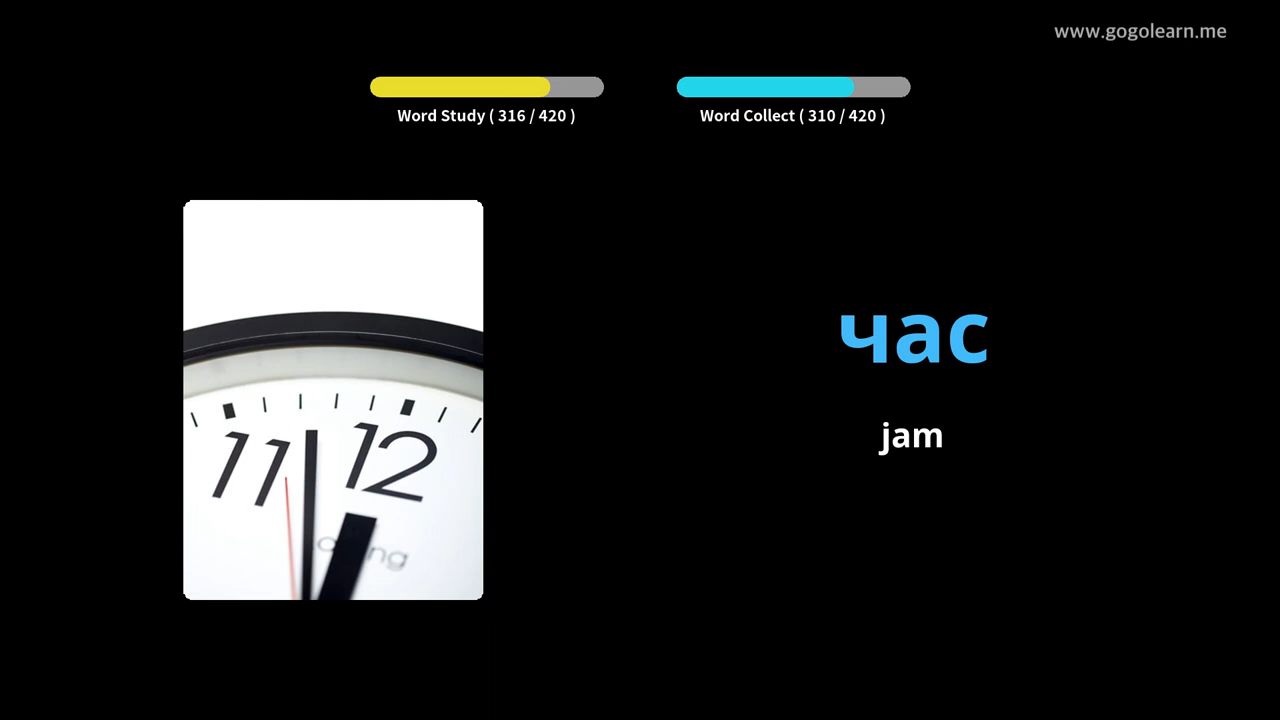 www.gogolearn.me
Word Study ( 316 / 420 )
Word Collect ( 310 / 420 )
час
jam
11 12